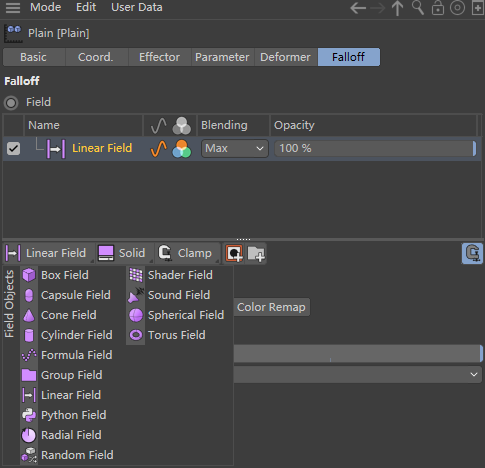 Mode Edit User Data
Plain [Plain]
Basic Coord. Effector Parameter Deformer Falloff
Falloff
Field
Name Blending Opacity
Linear Field Max 100 %
Linear Field Solid Clamp
Field Objects
Box Field Shader Field
Capsule Field Sound Field
Cone Field Spherical Field Color Remap
Cylinder Field Torus Field
Formula Field
Group Field
Linear Field
Python Field
Radial Field
Random Field